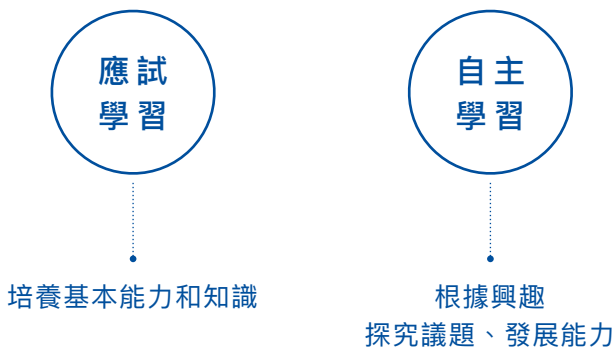 應試
學習
自主
學習
培養基本能力和知識
根據興趣
探究議題、發展能力